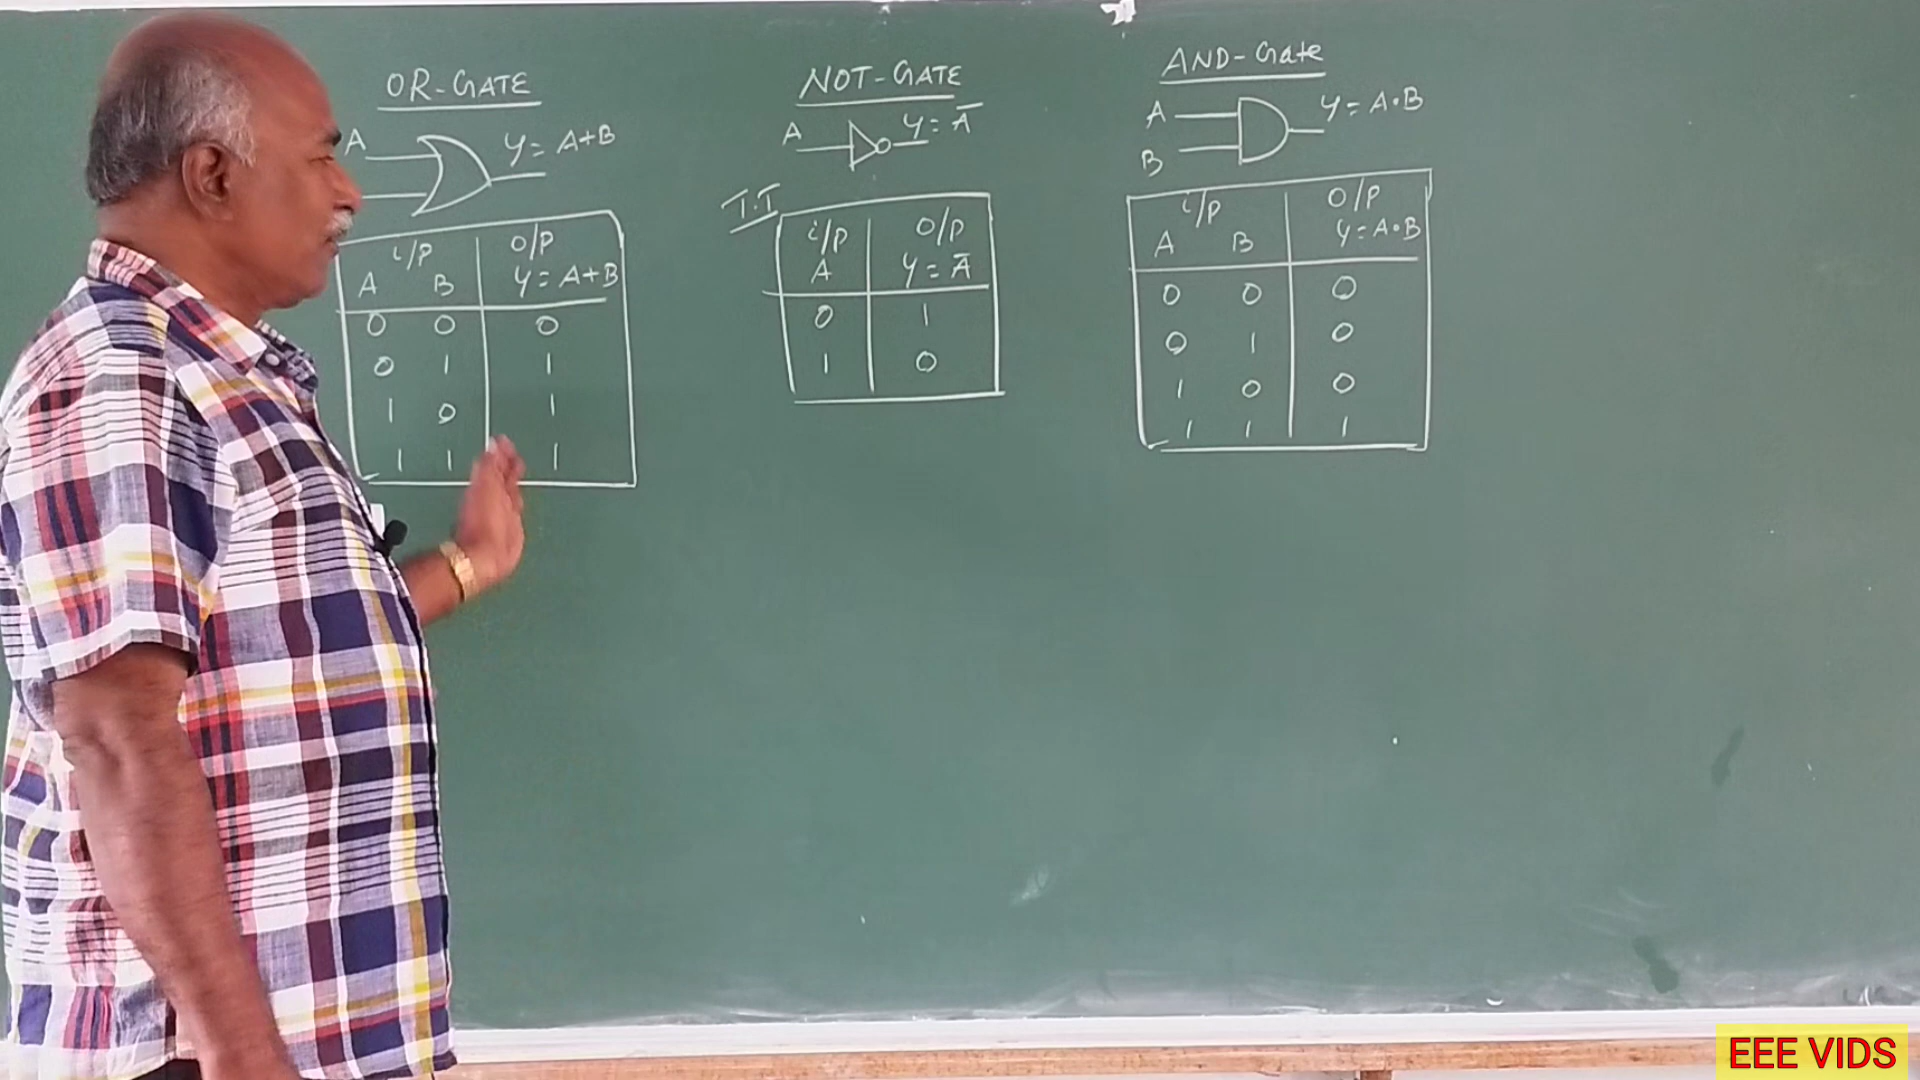 OR-GATE
A
Y = A+B
i/p O/P
A B Y = A+B
0 0 0
0 1 1
1 0 1
1 1 1
NOT-GATE
A Y = A̅
T.T
i/p O/P
A Y = A̅
0 1
1 0
AND-Gate
A Y = A•B
B
i/p O/P
A B Y = A•B
0 0 0
0 1 0
1 0 0
1 1 1
EEE VIDS